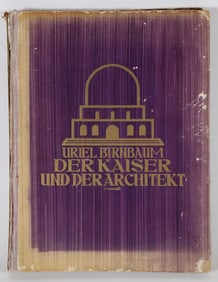 URIEL BIRNBAUM
DER KAISER
UND DER ARCHITEKT